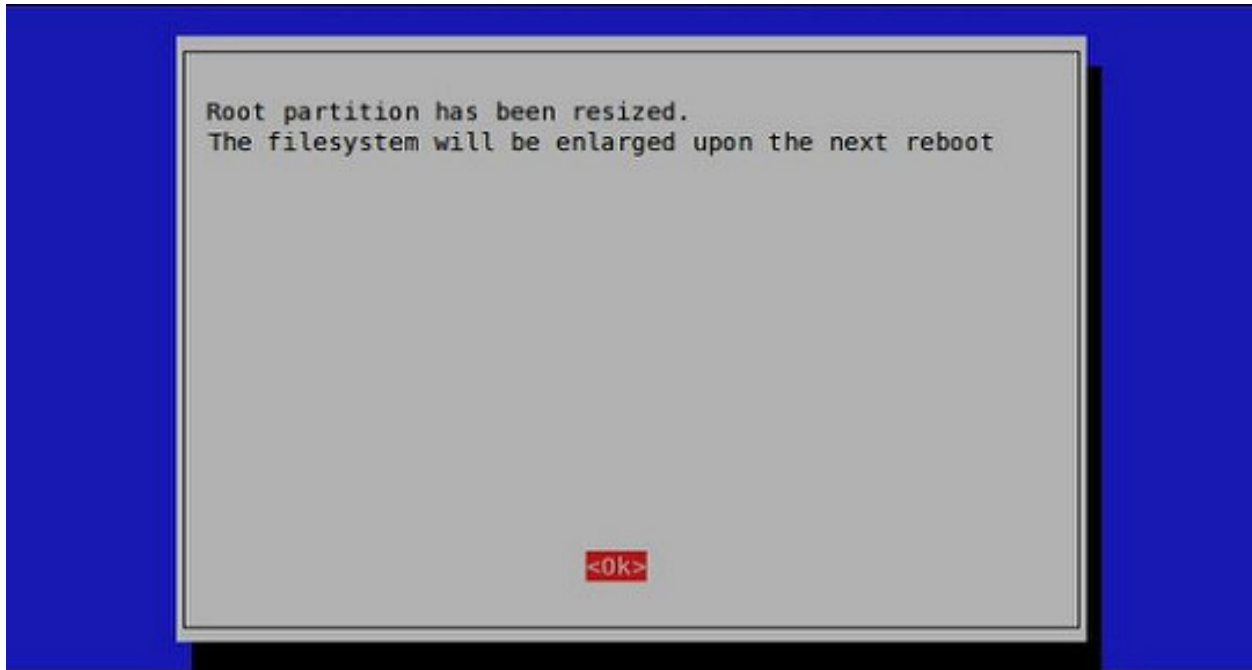 Root partition has been resized.
The filesystem will be enlarged upon the next reboot
<Ok>